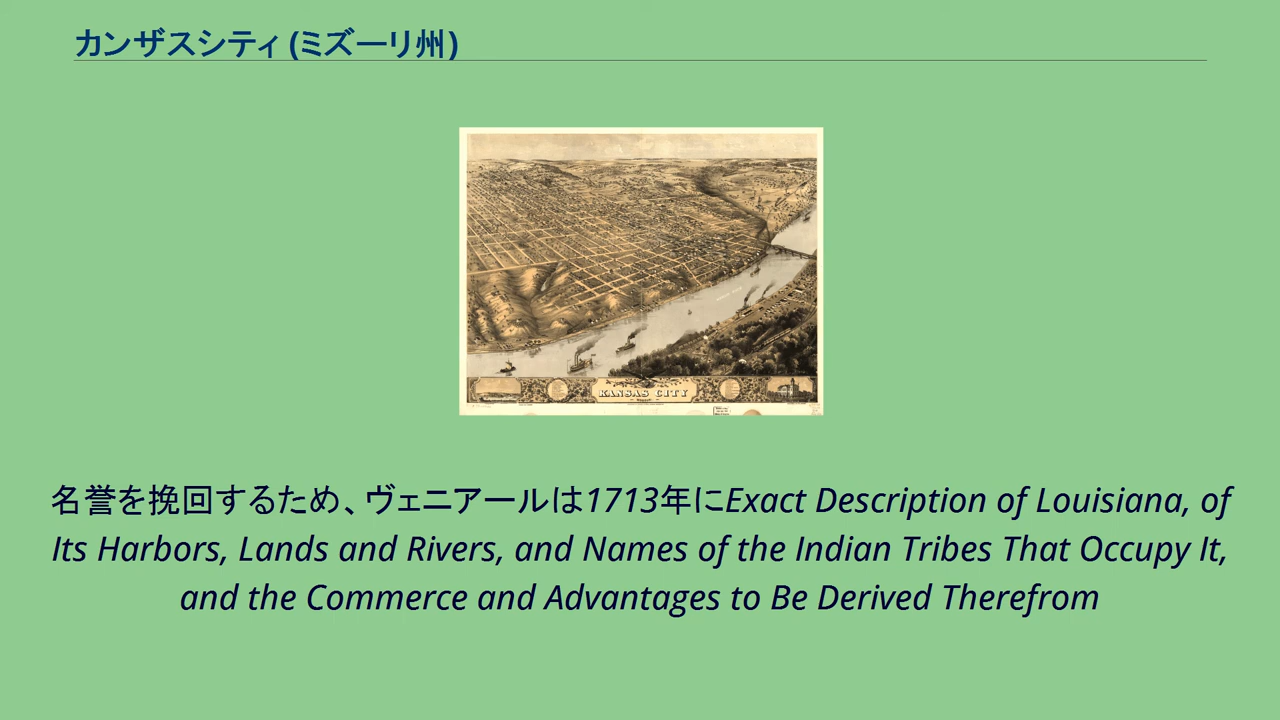 カンザスシティ (ミズーリ州)
KANSAS CITY
名誉を挽回するため、ヴェニアールは1713年にExact Description of Louisiana, of
Its Harbors, Lands and Rivers, and Names of the Indian Tribes That Occupy It,
and the Commerce and Advantages to Be Derived Therefrom